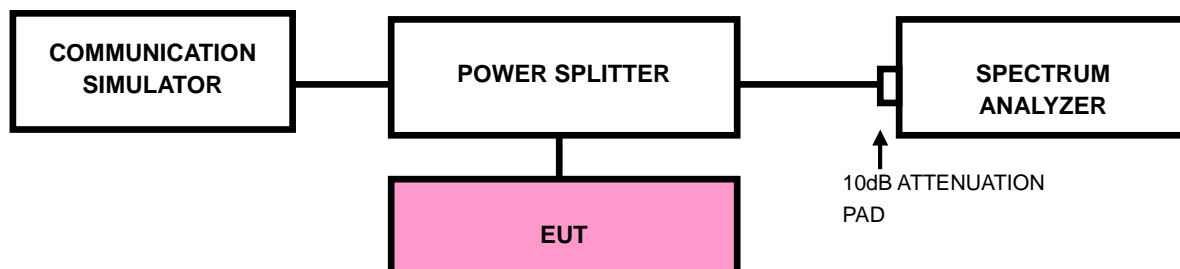 COMMUNICATION
SIMULATOR
POWER SPLITTER
SPECTRUM
ANALYZER
10dB ATTENUATION
PAD
EUT